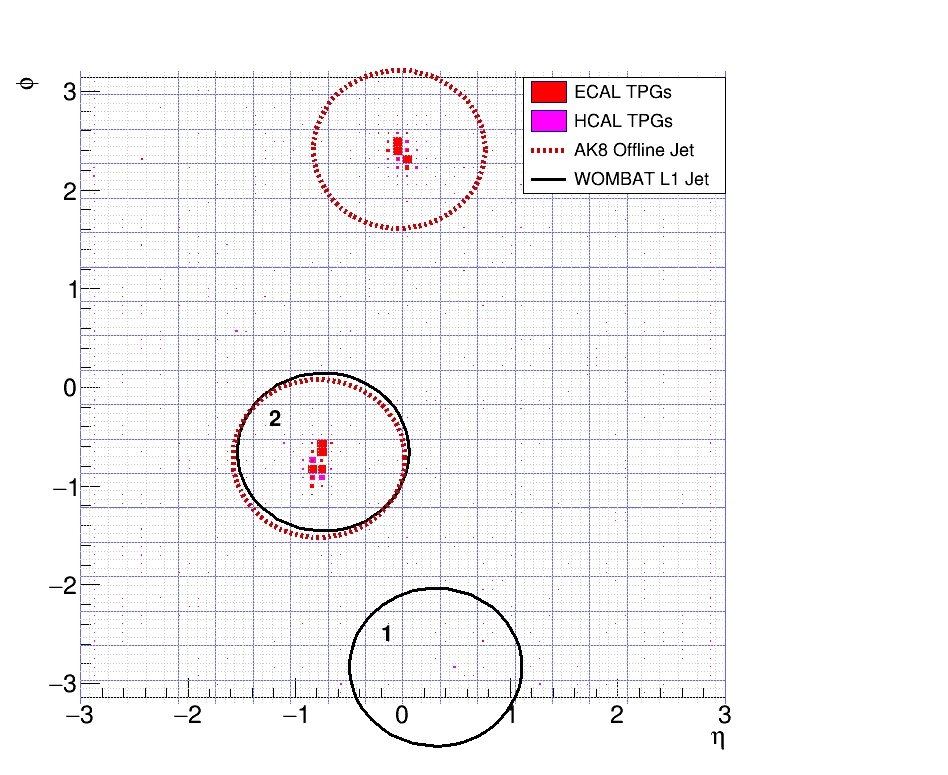 φ
3
ECAL TPGs
HCAL TPGs
AK8 Offline Jet
WOMBAT L1 Jet
2
1
0
2
−1
−2
1
−3
−3 −2 −1 0 1 2 3
η